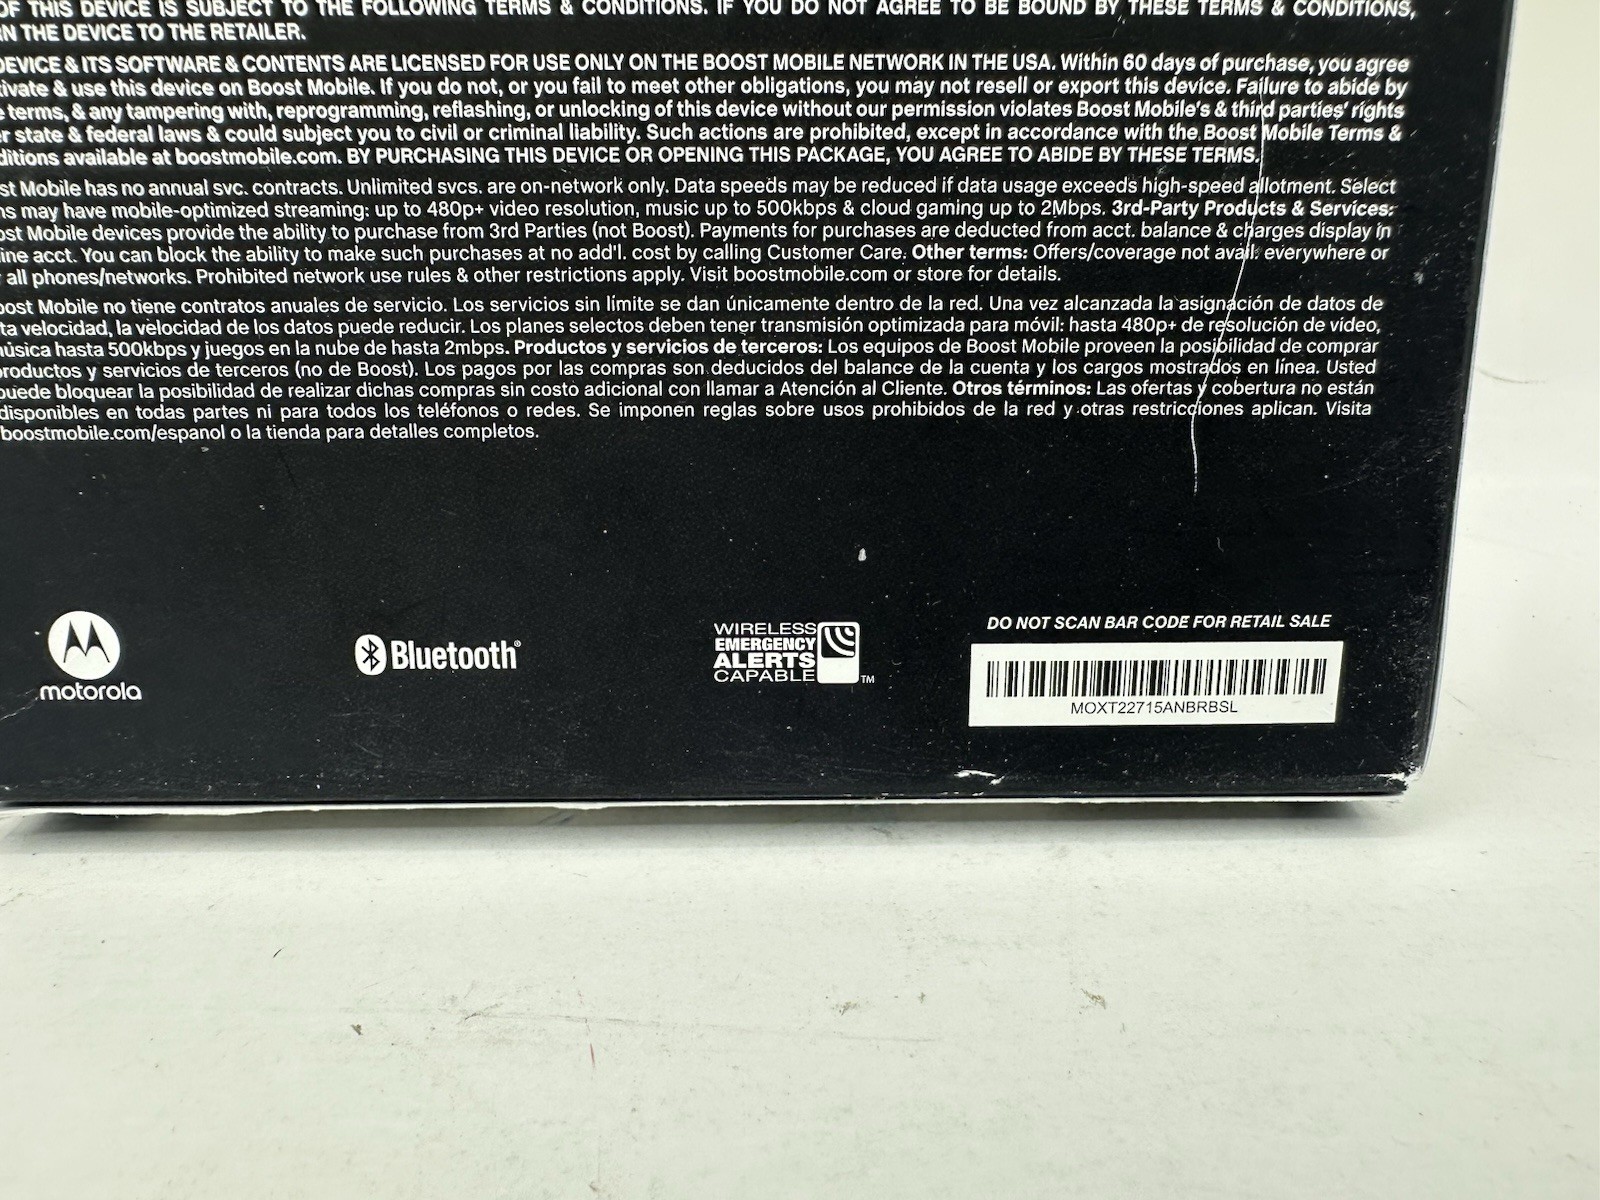 OF THIS DEVICE IS SUBJECT TO THE FOLLOWING TERMS & CONDITIONS. IF YOU DO NOT AGREE TO BE BOUND BY THESE TERMS & CONDITIONS,
THE DEVICE TO THE RETAILER.
DEVICE & ITS SOFTWARE & CONTENTS ARE LICENSED FOR USE ONLY ON THE BOOST MOBILE NETWORK IN THE USA. Within 60 days of purchase, you agree
& use this device on Boost Mobile. If you do not, or you fail to meet other obligations, you may not resell or export this device. Failure to abide by
terms, & any tampering with, reprogramming, reflashing, or unlocking of this device without our permission violates Boost Mobile's & third parties' rights
state & federal laws & could subject you to civil or criminal liability. Such actions are prohibited, except in accordance with the Boost Mobile Terms &
available at boostmobile.com. BY PURCHASING THIS DEVICE OR OPENING THIS PACKAGE, YOU AGREE TO ABIDE BY THESE TERMS.
Mobile has no annual svc. contracts. Unlimited svcs. are on-network only. Data speeds may be reduced if data usage exceeds high-speed allotment. Select
may have mobile-optimized streaming: up to 480p+ video resolution, music up to 500kbps & cloud gaming up to 2Mbps. 3rd-Party Products & Services:
Mobile devices provide the ability to purchase from 3rd Parties (not Boost). Payments for purchases are deducted from acct. balance & charges display in
acct. You can block the ability to make such purchases at no add'l. cost by calling Customer Care. Other terms: Offers/coverage not avail. everywhere or
all phones/networks. Prohibited network use rules & other restrictions apply. Visit boostmobile.com or store for details.
Mobile no tiene contratos anuales de servicio. Los servicios sin límite se dan únicamente dentro de la red. Una vez alcanzada la asignación de datos de
velocidad, la velocidad de los datos puede reducir. Los planes selectos deben tener transmisión optimizada para móvil: hasta 480p+ de resolución de video,
música hasta 500kbps y juegos en la nube de hasta 2mbps. Productos y servicios de terceros: Los equipos de Boost Mobile proveen la posibilidad de comprar
productos y servicios de terceros (no de Boost). Los pagos por las compras son deducidos del balance de la cuenta y los cargos mostrados en línea. Usted
puede bloquear la posibilidad de realizar dichas compras sin costo adicional con llamar a Atención al Cliente. Otros términos: Las ofertas y cobertura no están
disponibles en todas partes ni para todos los teléfonos o redes. Se imponen reglas sobre usos prohibidos de la red y otras restricciones aplican. Visita
boostmobile.com/espanol o la tienda para detalles completos.
motorola
Bluetooth®
WIRELESS
EMERGENCY
ALERTS
CAPABLE TM
DO NOT SCAN BAR CODE FOR RETAIL SALE
MOXT22715ANBRBSL